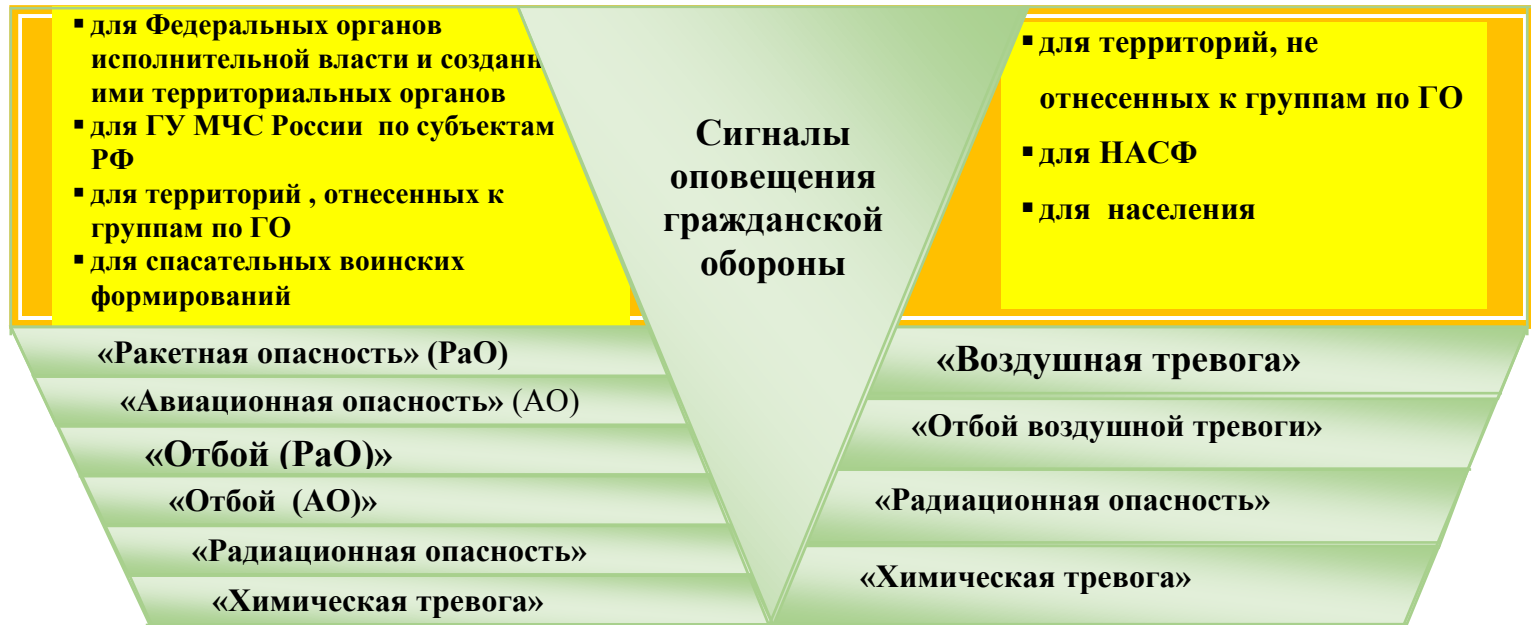 ▪ для Федеральных органов
исполнительной власти и созданн
ими территориальных органов
▪ для ГУ МЧС России по субъектам
РФ
▪ для территорий , отнесенных к
группам по ГО
▪ для спасательных воинских
формирований
Сигналы
оповещения
гражданской
обороны
▪ для территорий, не
отнесенных к группам по ГО
▪ для НАСФ
▪ для населения
«Ракетная опасность» (РаО)
«Авиационная опасность» (АО)
«Отбой (РаО)»
«Отбой (АО)»
«Радиационная опасность»
«Химическая тревога»
«Воздушная тревога»
«Отбой воздушной тревоги»
«Радиационная опасность»
«Химическая тревога»